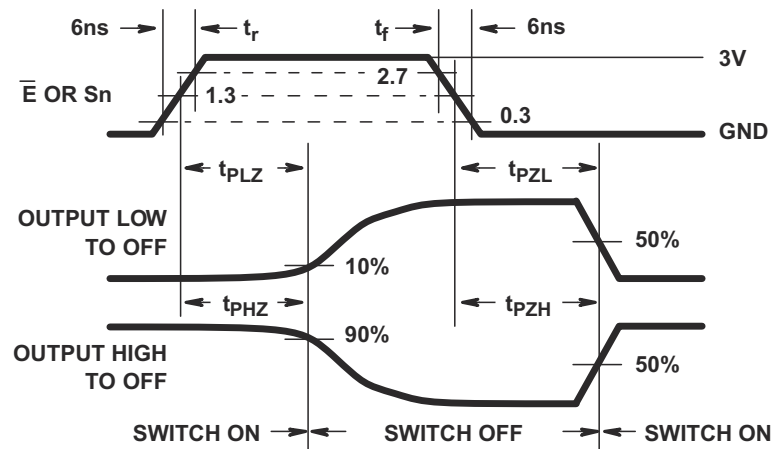 6ns tr tf 6ns
3V
2.7
E̅ OR Sn 1.3
0.3
GND
tPLZ tPZL
OUTPUT LOW
TO OFF
50%
10%
tPHZ tPZH
90%
OUTPUT HIGH
TO OFF
50%
SWITCH ON SWITCH OFF SWITCH ON